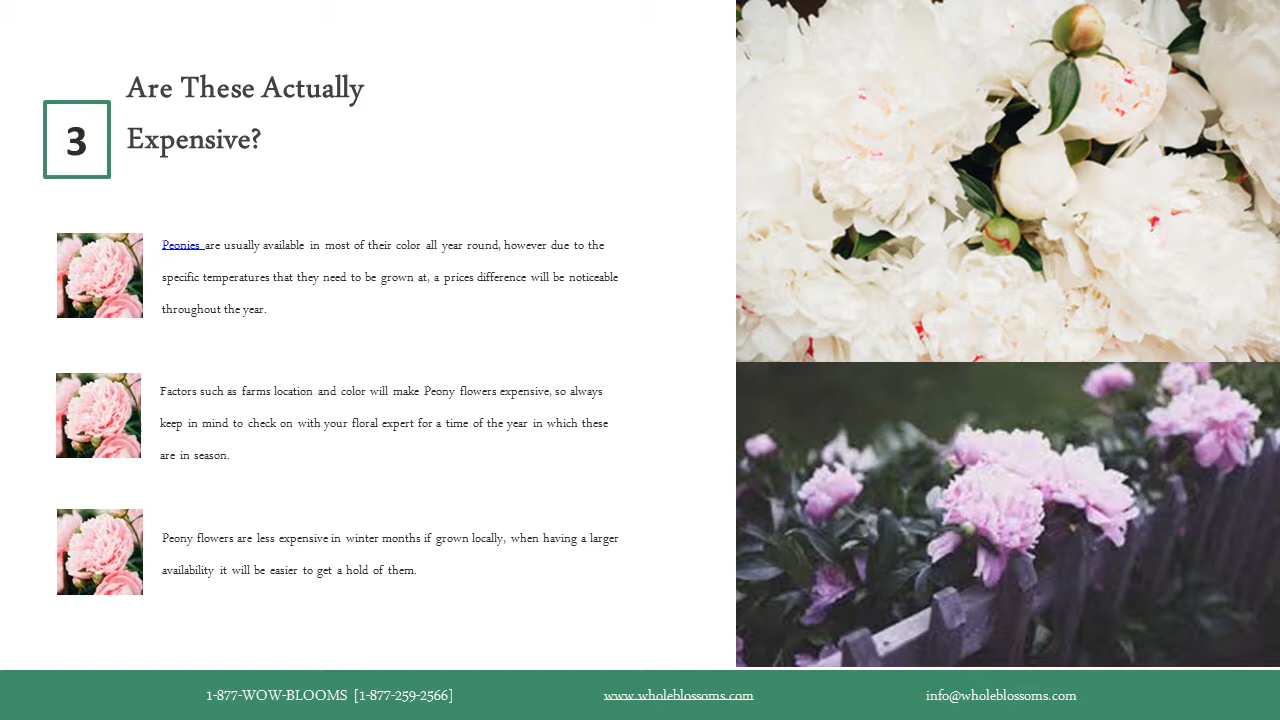 Are These Actually
3
Expensive?
Peonies are usually available in most of their color all year round, however due to the
specific temperatures that they need to be grown at, a prices difference will be noticeable
throughout the year.
Factors such as farms location and color will make Peony flowers expensive, so always
keep in mind to check on with your floral expert for a time of the year in which these
are in season.
Peony flowers are less expensive in winter months if grown locally, when having a larger
availability it will be easier to get a hold of them.
1-877-WOW-BLOOMS [1-877-259-2566] www.wholeblossoms.com info@wholeblossoms.com